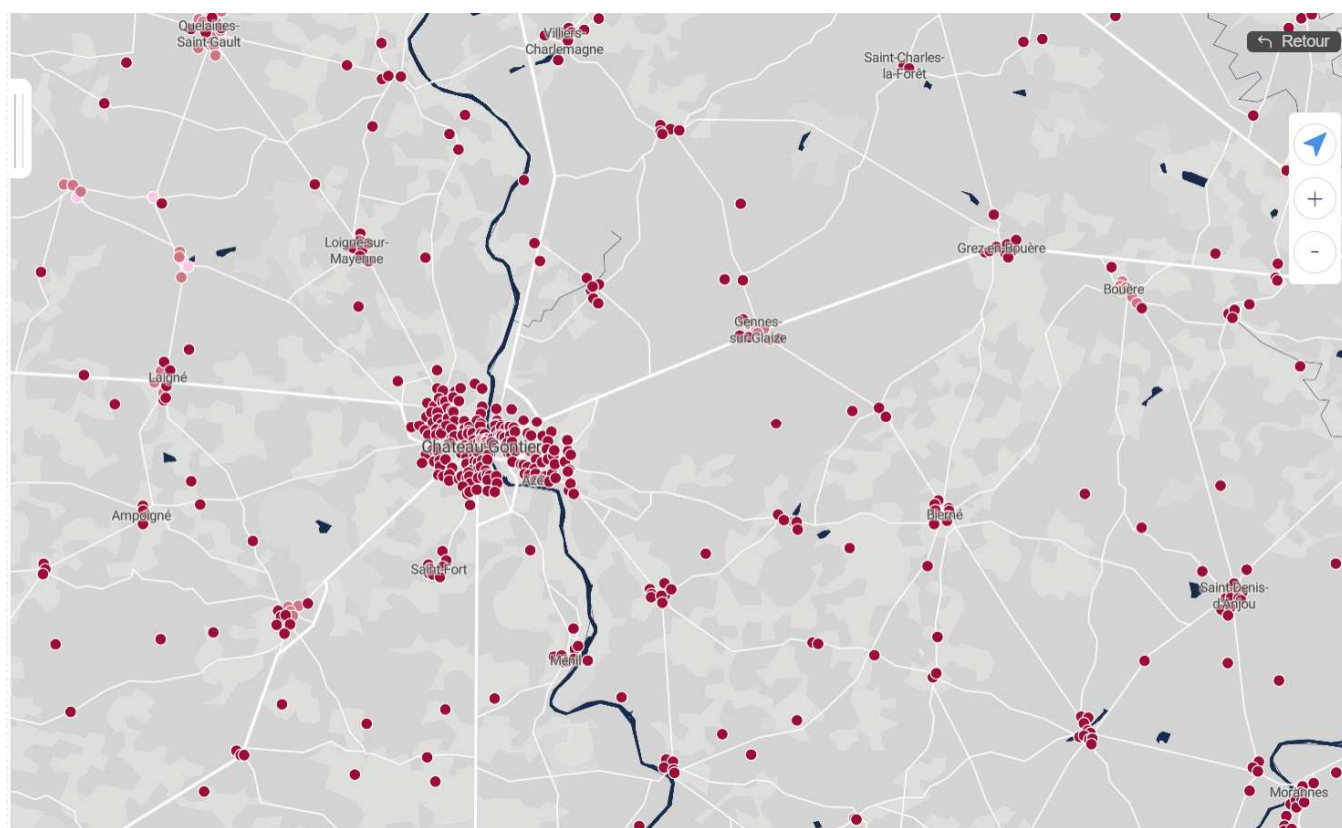 Quelaines-
Saint-Gault
Villiers-
Charlemagne
Retour
Saint-Charles-
la-Forêt
Loigné-sur-
Mayenne
Grez-en-Bouère
Bouère
Gennes-
sur-Glaize
Laigné
Château-Gontier
Azé
Ampoigné
Bierné
Saint-Fort
Saint-Denis-
d'Anjou
Ménil
Morannes
+
-